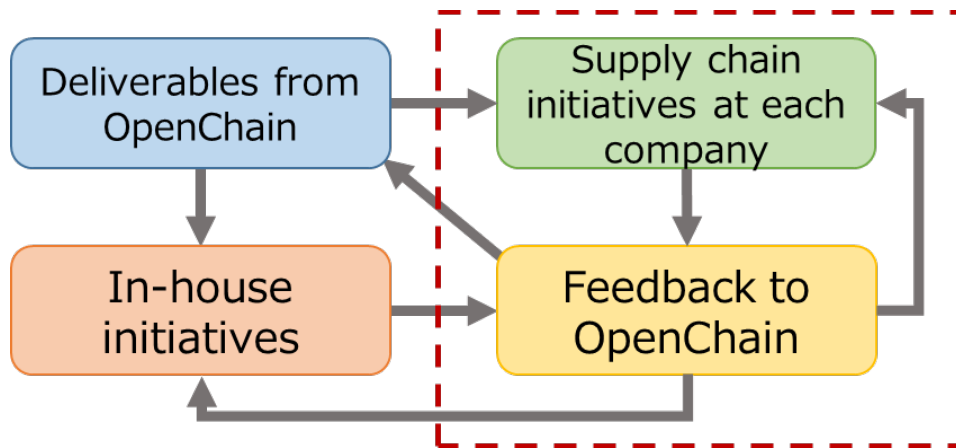 Deliverables from
OpenChain
Supply chain
initiatives at each
company
In-house
initiatives
Feedback to
OpenChain